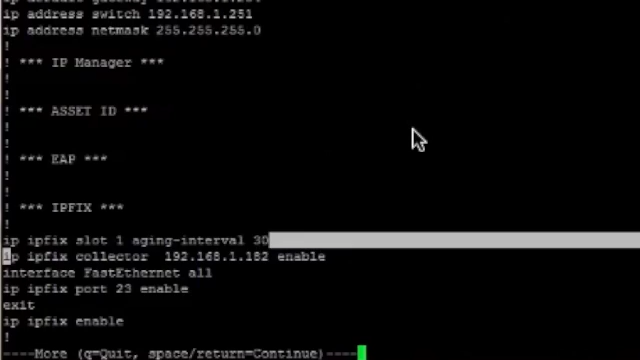 ip address switch 192.168.1.251
ip address netmask 255.255.255.0
!
! *** IP Manager ***
!
!
! *** ASSET ID ***
!
!
! *** EAP ***
!
!
! *** IPFIX ***
!
ip ipfix slot 1 aging-interval 30
ip ipfix collector  192.168.1.182 enable
interface FastEthernet all
ip ipfix port 23 enable
exit
ip ipfix enable
!
----More (q=Quit, space/return=Continue)----